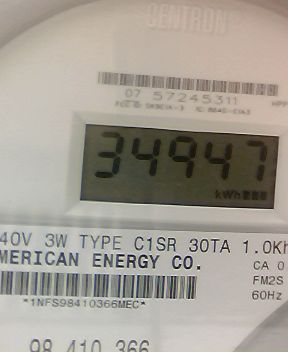 CENTRON
07 57245311
34947
kWh
40V 3W TYPE C1SR 30TA 1.0Kh
MERICAN ENERGY CO.
CA 0
FM2S
60Hz
*1NFS98410366MEC*
98 410 366